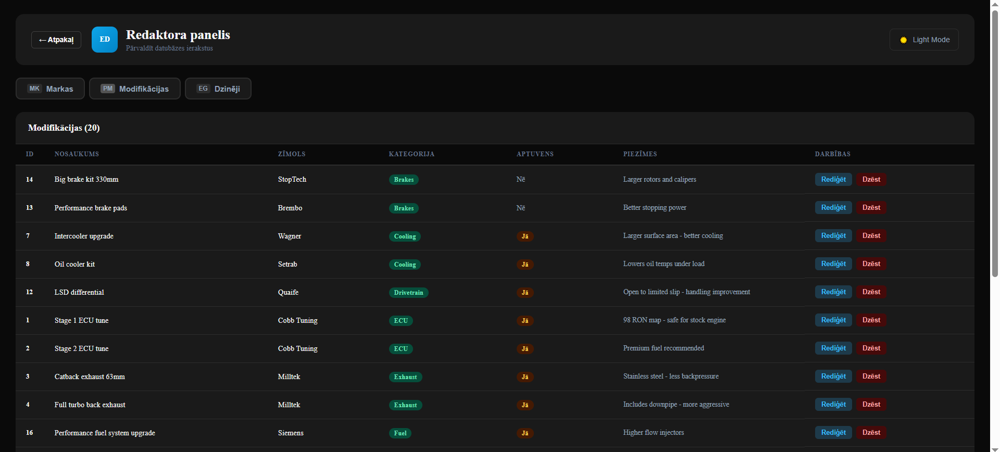 ← Atpakaļ
ED
Redaktora panelis
Pārvaldīt datubāzes ierakstus
Light Mode
MK Markas
PM Modifikācijas
EG Dzinēji
Modifikācijas (20)
ID NOSAUKUMS ZĪMOLS KATEGORIJA APTUVENS PIEZĪMES DARBĪBAS
14 Big brake kit 330mm StopTech Brakes Nē Larger rotors and calipers Rediģēt Dzēst
13 Performance brake pads Brembo Brakes Nē Better stopping power Rediģēt Dzēst
7 Intercooler upgrade Wagner Cooling Jā Larger surface area - better cooling Rediģēt Dzēst
8 Oil cooler kit Setrab Cooling Jā Lowers oil temps under load Rediģēt Dzēst
12 LSD differential Quaife Drivetrain Jā Open to limited slip - handling improvement Rediģēt Dzēst
1 Stage 1 ECU tune Cobb Tuning ECU Jā 98 RON map - safe for stock engine Rediģēt Dzēst
2 Stage 2 ECU tune Cobb Tuning ECU Jā Premium fuel recommended Rediģēt Dzēst
3 Catback exhaust 63mm Milltek Exhaust Jā Stainless steel - less backpressure Rediģēt Dzēst
4 Full turbo back exhaust Milltek Exhaust Jā Includes downpipe - more aggressive Rediģēt Dzēst
16 Performance fuel system upgrade Siemens Fuel Jā Higher flow injectors Rediģēt Dzēst